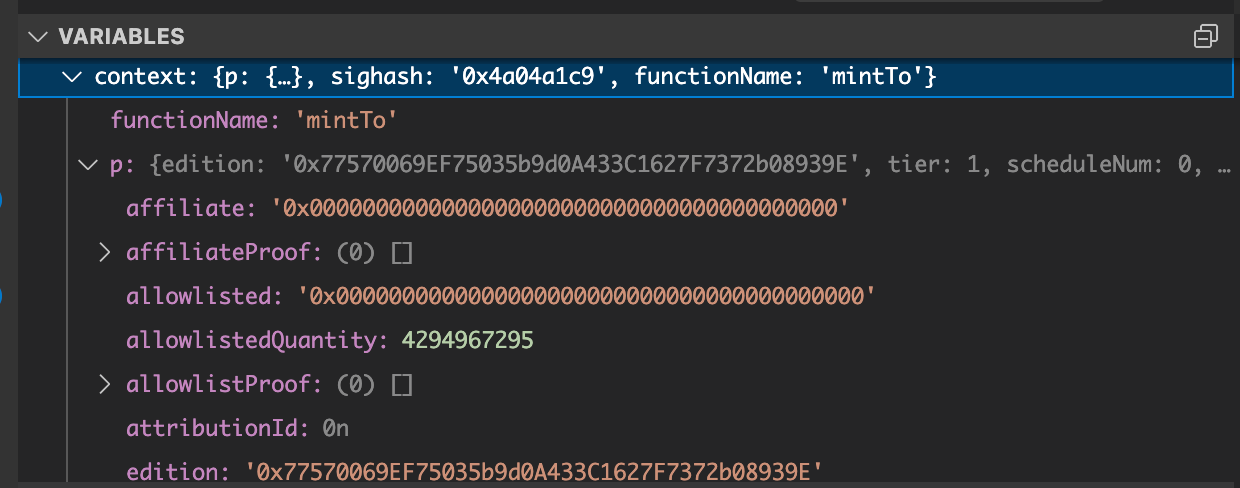 VARIABLES
context: {p: {…}, sighash: '0x4a04a1c9', functionName: 'mintTo'}
functionName: 'mintTo'
p: {edition: '0x77570069EF75035b9d0A433C1627F7372b08939E', tier: 1, scheduleNum: 0, …
affiliate: '0x0000000000000000000000000000000000000000'
affiliateProof: (0) []
allowlisted: '0x0000000000000000000000000000000000000000'
allowlistedQuantity: 4294967295
allowlistProof: (0) []
attributionId: 0n
edition: '0x77570069EF75035b9d0A433C1627F7372b08939E'